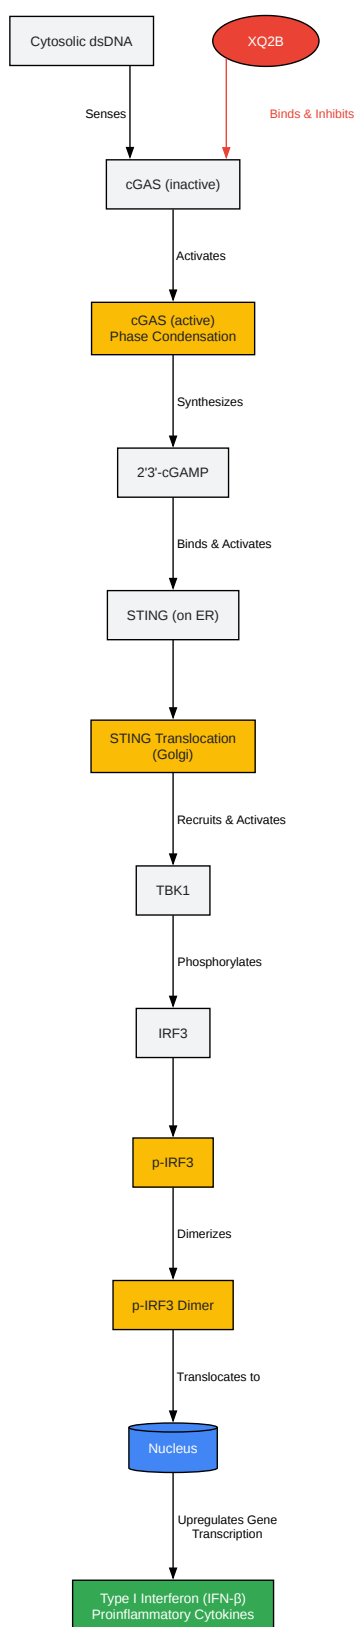 Cytosolic dsDNA
XQ2B
Senses
Binds & Inhibits
cGAS (inactive)
Activates
cGAS (active)
Phase Condensation
Synthesizes
2'3'-cGAMP
Binds & Activates
STING (on ER)
STING Translocation
(Golgi)
Recruits & Activates
TBK1
Phosphorylates
IRF3
p-IRF3
Dimerizes
p-IRF3 Dimer
Translocates to
Nucleus
Upregulates Gene
Transcription
Type I Interferon (IFN-β)
Proinflammatory Cytokines